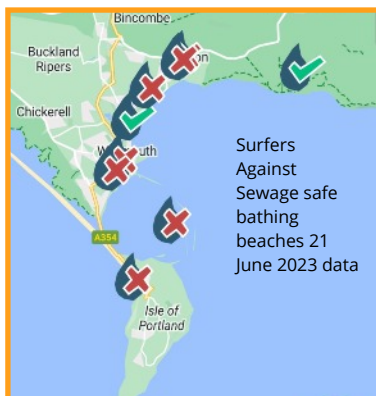 Bincombe
Buckland
Ripers
Chickerell
Surfers
Against
Sewage safe
bathing
beaches 21
June 2023 data
A354
Isle of
Portland